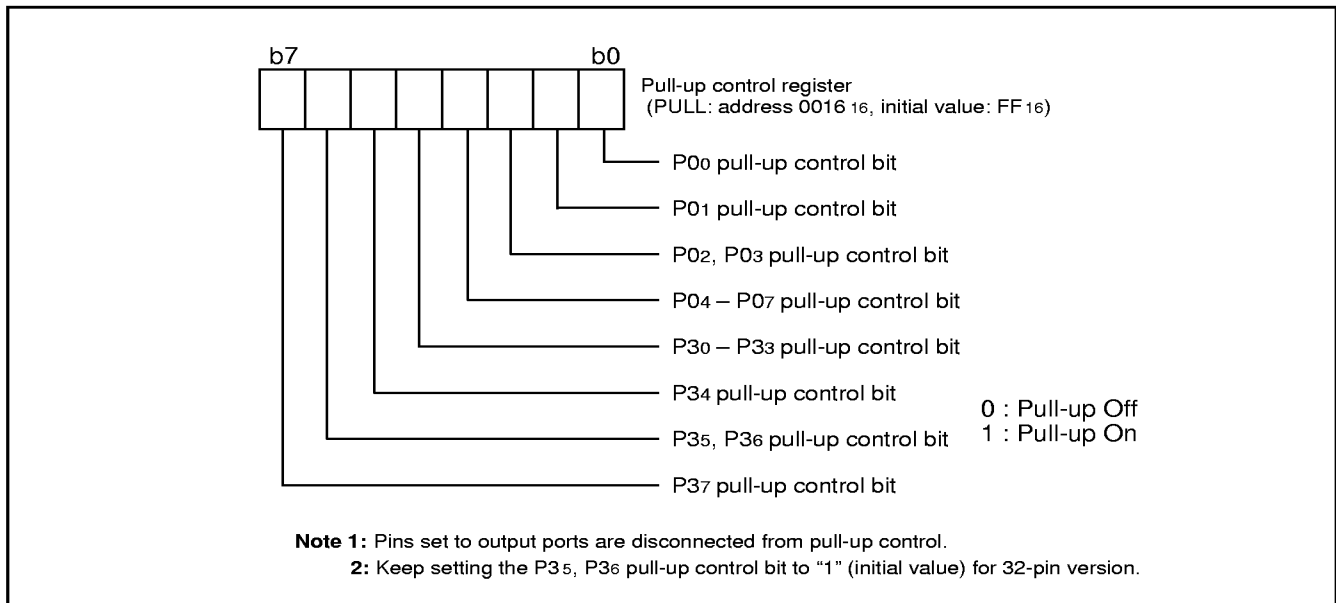 b7 b0
Pull-up control register
(PULL: address 0016 16, initial value: FF 16)
P00 pull-up control bit
P01 pull-up control bit
P02, P03 pull-up control bit
P04 – P07 pull-up control bit
P30 – P33 pull-up control bit
P34 pull-up control bit
P35, P36 pull-up control bit
P37 pull-up control bit
0 : Pull-up Off
1 : Pull-up On
Note 1: Pins set to output ports are disconnected from pull-up control.
2: Keep setting the P35, P36 pull-up control bit to “1” (initial value) for 32-pin version.